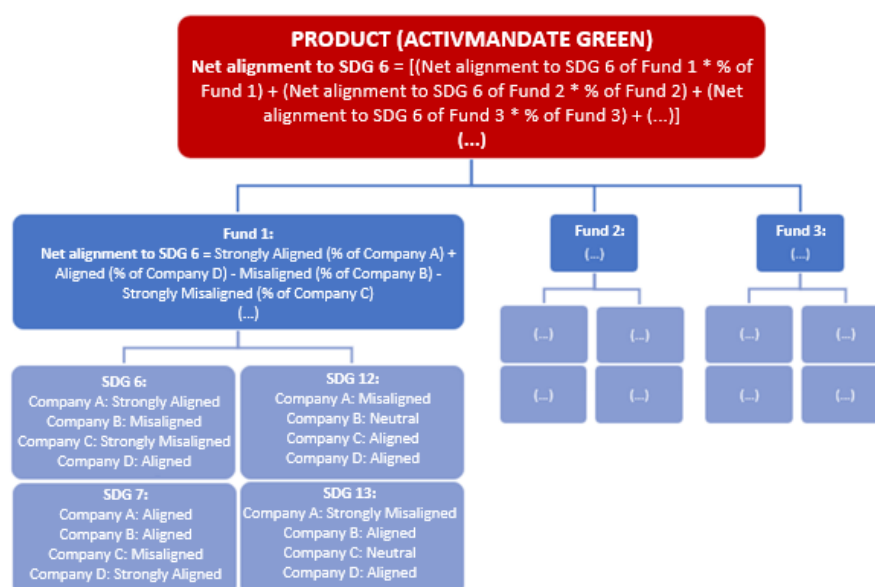 PRODUCT (ACTIVMANDATE GREEN)
Net alignment to SDG 6 = [(Net alignment to SDG 6 of Fund 1 * % of
Fund 1) + (Net alignment to SDG 6 of Fund 2 * % of Fund 2) + (Net
alignment to SDG 6 of Fund 3 * % of Fund 3) + (...)]
(...)
Fund 1:
Net alignment to SDG 6 = Strongly Aligned (% of Company A) +
Aligned (% of Company D) - Misaligned (% of Company B) -
Strongly Misaligned (% of Company C)
(...)
Fund 2:
(...)
Fund 3:
(...)
SDG 6:
Company A: Strongly Aligned
Company B: Misaligned
Company C: Strongly Misaligned
Company D: Aligned
SDG 12:
Company A: Misaligned
Company B: Neutral
Company C: Aligned
Company D: Aligned
SDG 7:
Company A: Aligned
Company B: Aligned
Company C: Misaligned
Company D: Strongly Aligned
SDG 13:
Company A: Strongly Misaligned
Company B: Aligned
Company C: Neutral
Company D: Aligned
(...)
(...)
(...)
(...)
(...)
(...)
(...)
(...)